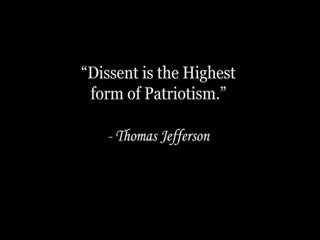 “Dissent is the Highest
form of Patriotism.”
- Thomas Jefferson